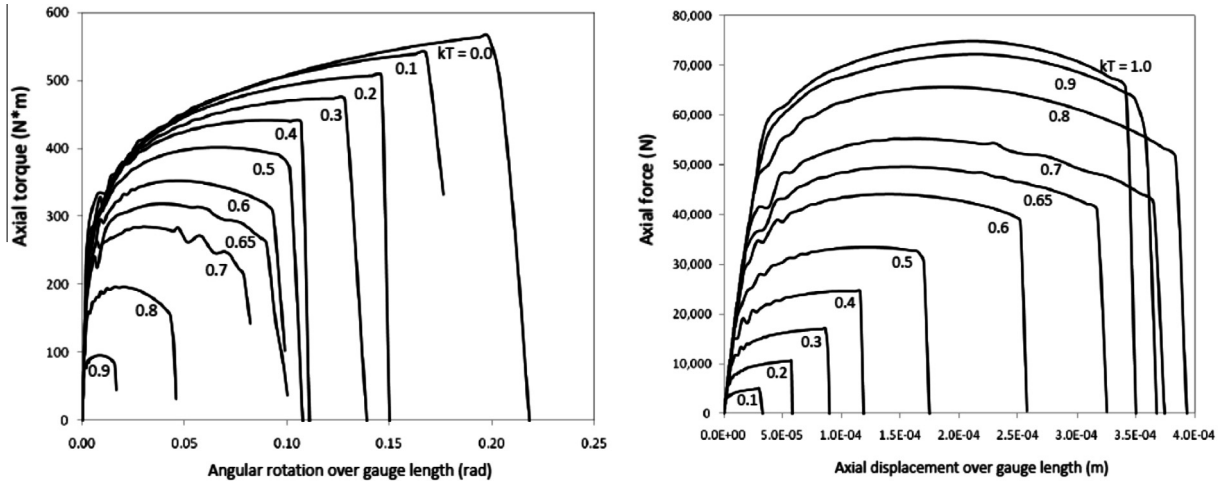 600
500
400
300
200
100
0
Axial torque (N*m)
kT = 0.0
0.1
0.2
0.3
0.4
0.5
0.6
0.65
0.7
0.8
0.9
0.00
0.05
0.10
0.15
0.20
0.25
Angular rotation over gauge length (rad)
80,000
70,000
60,000
50,000
40,000
30,000
20,000
10,000
0
Axial force (N)
kT = 1.0
0.9
0.8
0.7
0.65
0.6
0.5
0.4
0.3
0.2
0.1
0.0E+00
5.0E-05
1.0E-04
1.5E-04
2.0E-04
2.5E-04
3.0E-04
3.5E-04
4.0E-04
Axial displacement over gauge length (m)